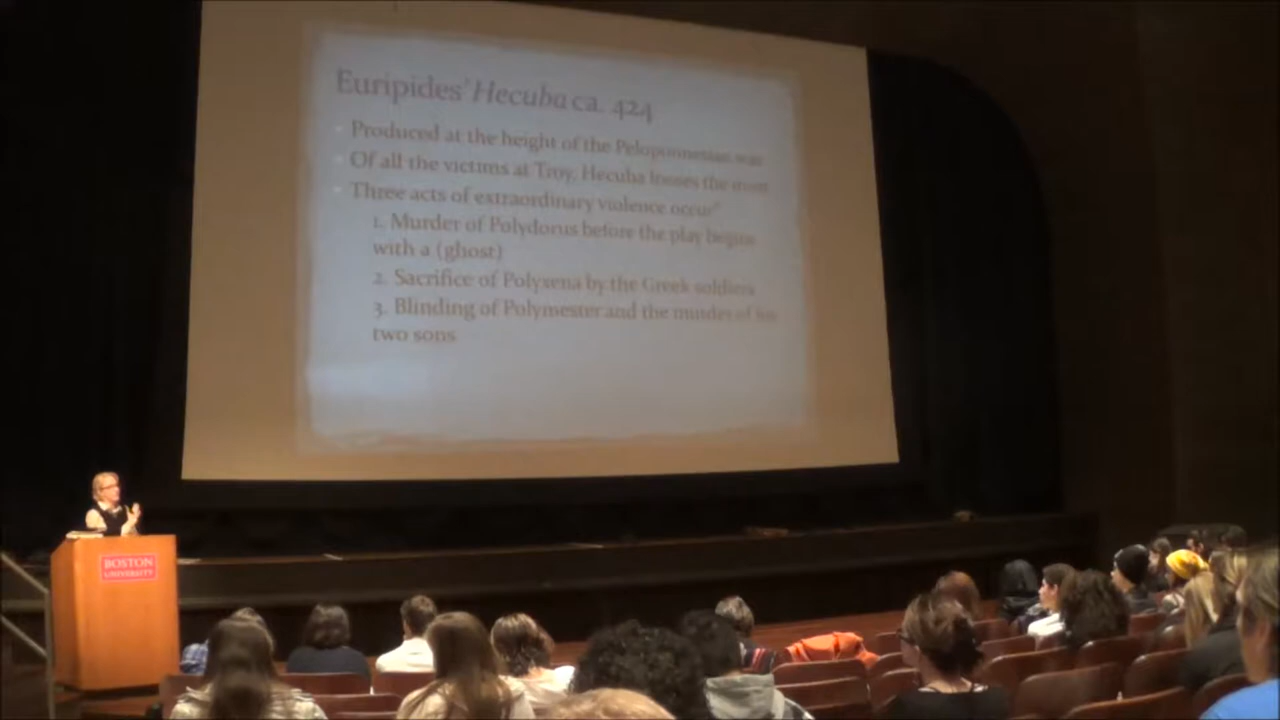 Euripides' Hecuba ca. 424
Produced at the height of the Peloponnesian war
Of all the victims at Troy, Hecuba looses the most
Three acts of extraordinary violence occur"
1. Murder of Polydorus before the play begins
with a (ghost)
2. Sacrifice of Polyxena by the Greek soldiers
3. Blinding of Polymester and the murder of his
two sons
BOSTON
UNIVERSITY